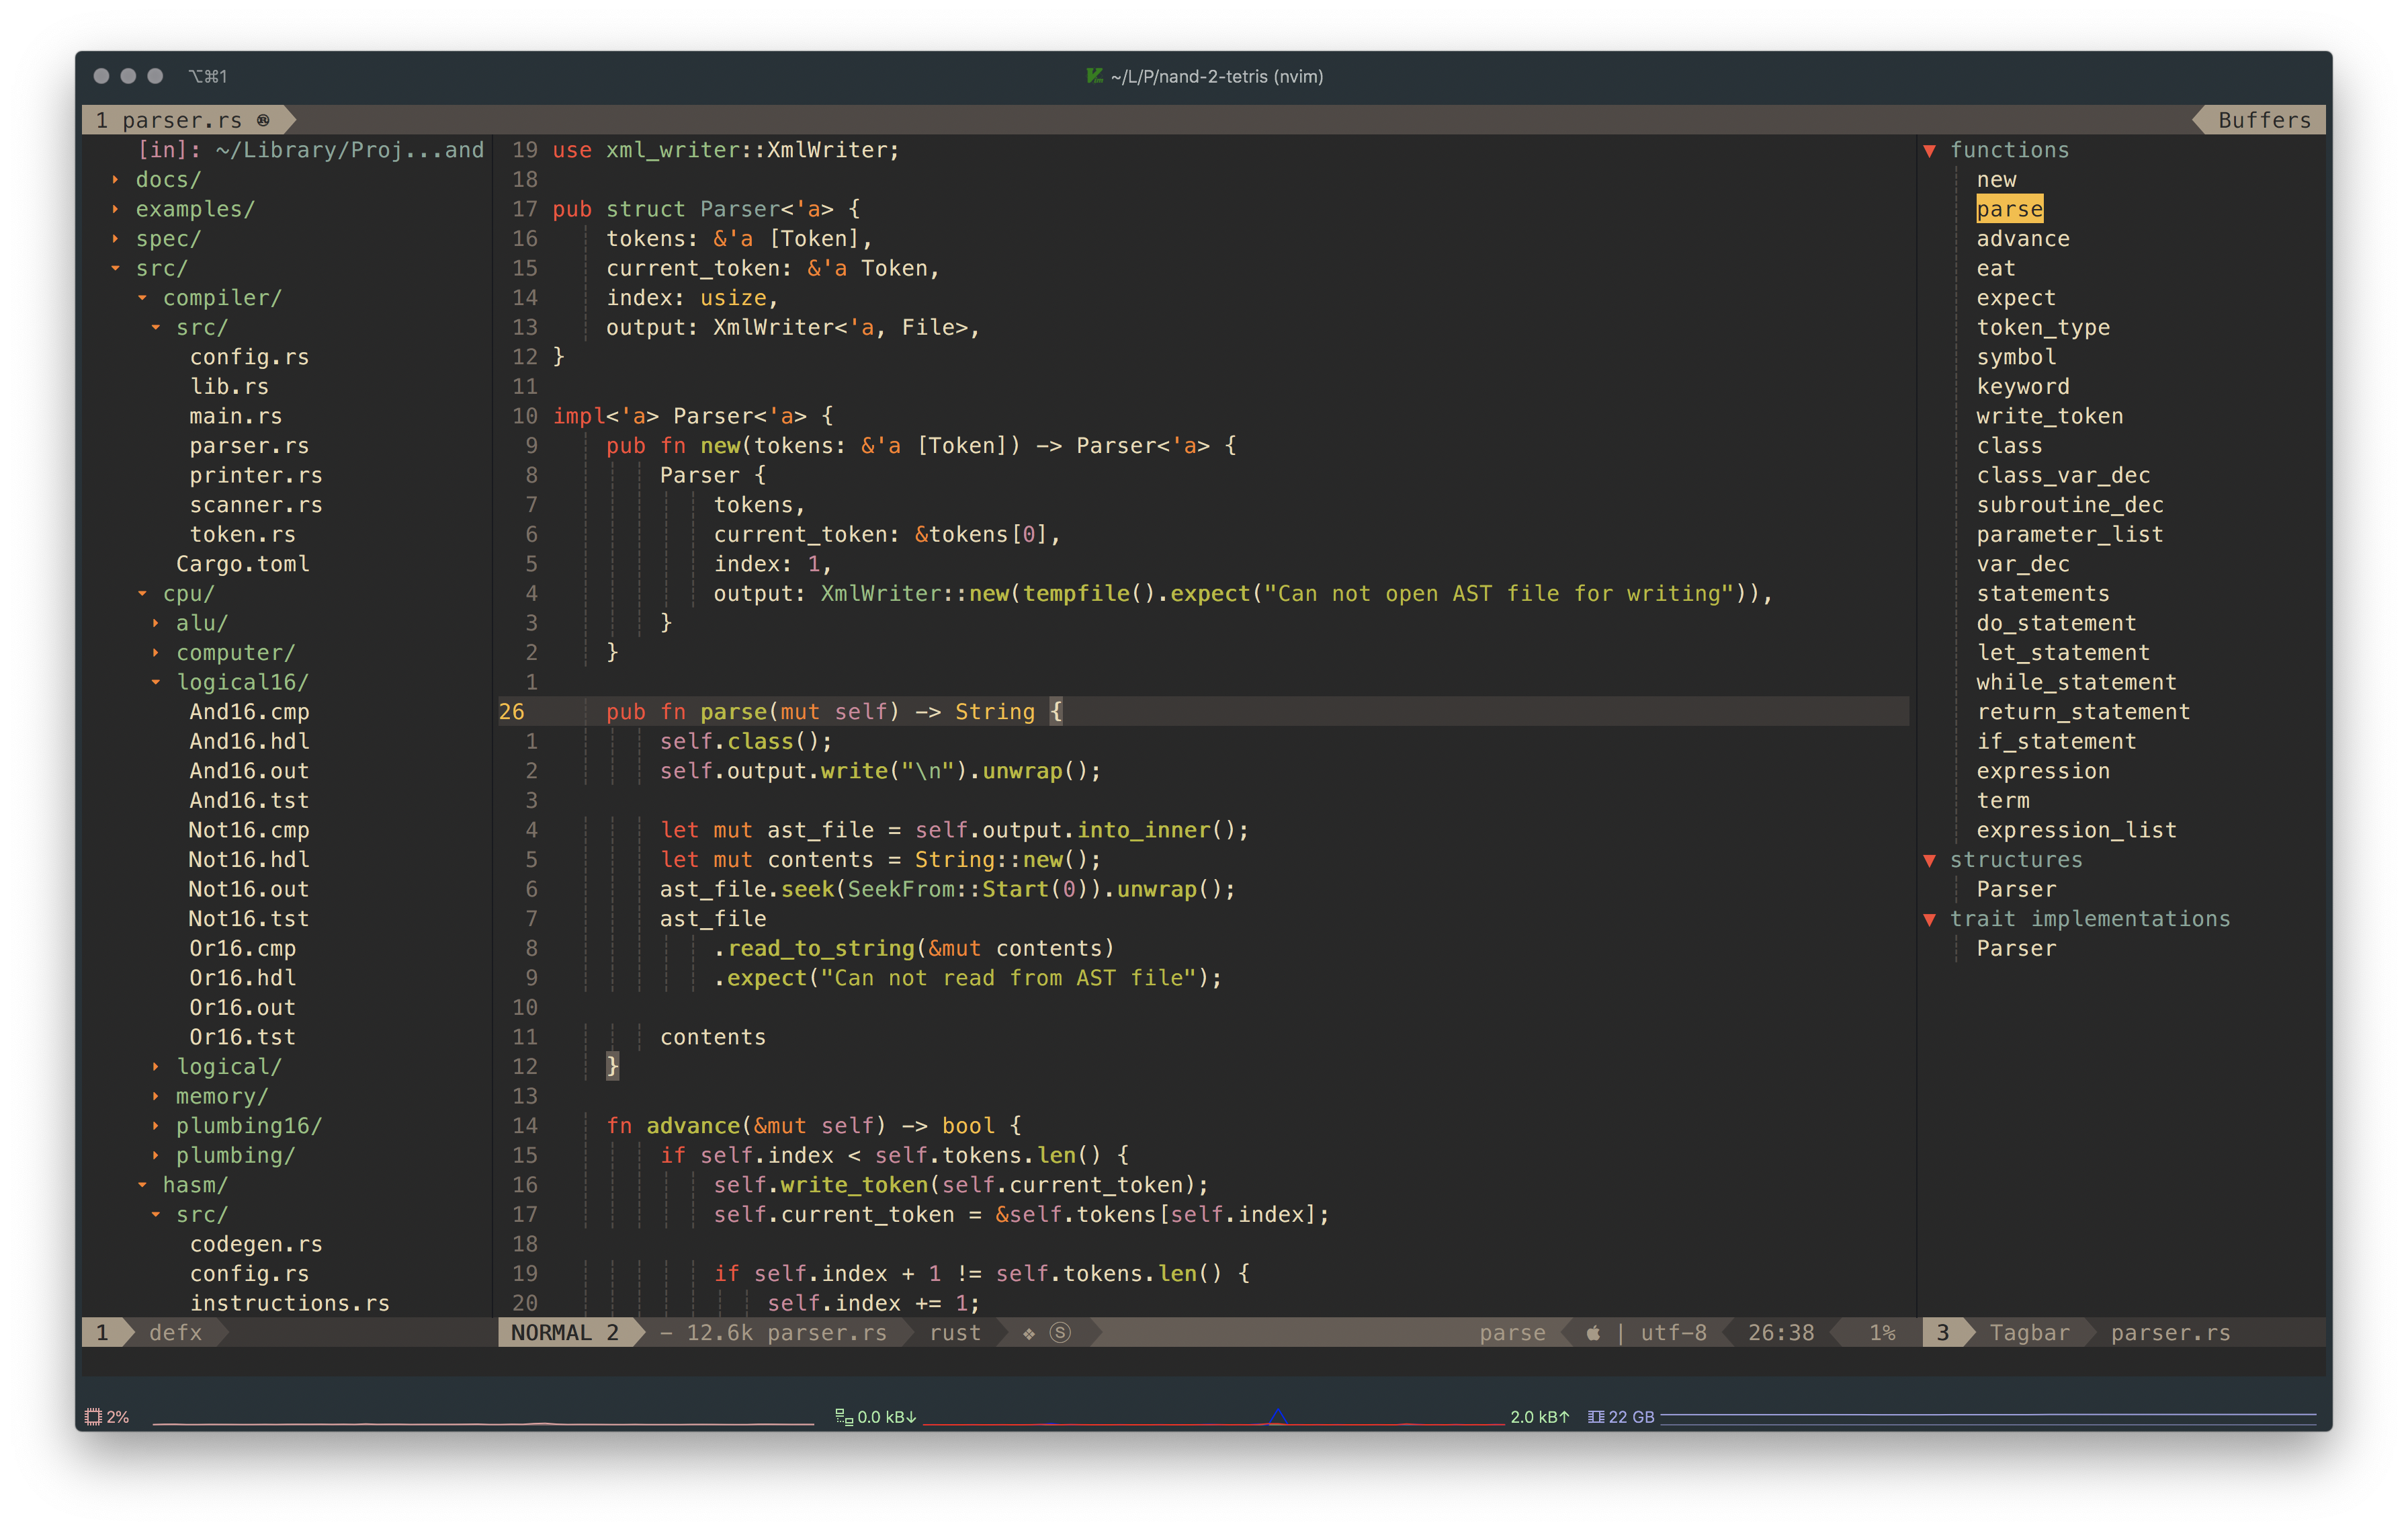 ⌥⌘1
~/L/P/nand-2-tetris (nvim)
1 parser.rs ®
Buffers
[in]: ~/Library/Proj...and
docs/
examples/
spec/
src/
compiler/
src/
config.rs
lib.rs
main.rs
parser.rs
printer.rs
scanner.rs
token.rs
Cargo.toml
cpu/
alu/
computer/
logical16/
And16.cmp
And16.hdl
And16.out
And16.tst
Not16.cmp
Not16.hdl
Not16.out
Not16.tst
Or16.cmp
Or16.hdl
Or16.out
Or16.tst
logical/
memory/
plumbing16/
plumbing/
hasm/
src/
codegen.rs
config.rs
instructions.rs
19 use xml_writer::XmlWriter;
18
17 pub struct Parser<'a> {
16     tokens: &'a [Token],
15     current_token: &'a Token,
14     index: usize,
13     output: XmlWriter<'a, File>,
12 }
11
10 impl<'a> Parser<'a> {
9     pub fn new(tokens: &'a [Token]) -> Parser<'a> {
8         Parser {
7             tokens,
6             current_token: &tokens[0],
5             index: 1,
4             output: XmlWriter::new(tempfile().expect("Can not open AST file for writing")),
3         }
2     }
1
26     pub fn parse(mut self) -> String {
1         self.class();
2         self.output.write("\n").unwrap();
3
4         let mut ast_file = self.output.into_inner();
5         let mut contents = String::new();
6         ast_file.seek(SeekFrom::Start(0)).unwrap();
7         ast_file
8             .read_to_string(&mut contents)
9             .expect("Can not read from AST file");
10
11         contents
12     }
13
14     fn advance(&mut self) -> bool {
15         if self.index < self.tokens.len() {
16             self.write_token(self.current_token);
17             self.current_token = &self.tokens[self.index];
18
19             if self.index + 1 != self.tokens.len() {
20                 self.index += 1;
▼ functions
new
parse
advance
eat
expect
token_type
symbol
keyword
write_token
class
class_var_dec
subroutine_dec
parameter_list
var_dec
statements
do_statement
let_statement
while_statement
return_statement
if_statement
expression
term
expression_list
▼ structures
Parser
▼ trait implementations
Parser
1 defx
NORMAL 2 – 12.6k parser.rs rust ❖ Ⓢ parse | utf-8 26:38 1%
3 Tagbar parser.rs
2% 0.0 kB↓ 2.0 kB↑ 22 GB